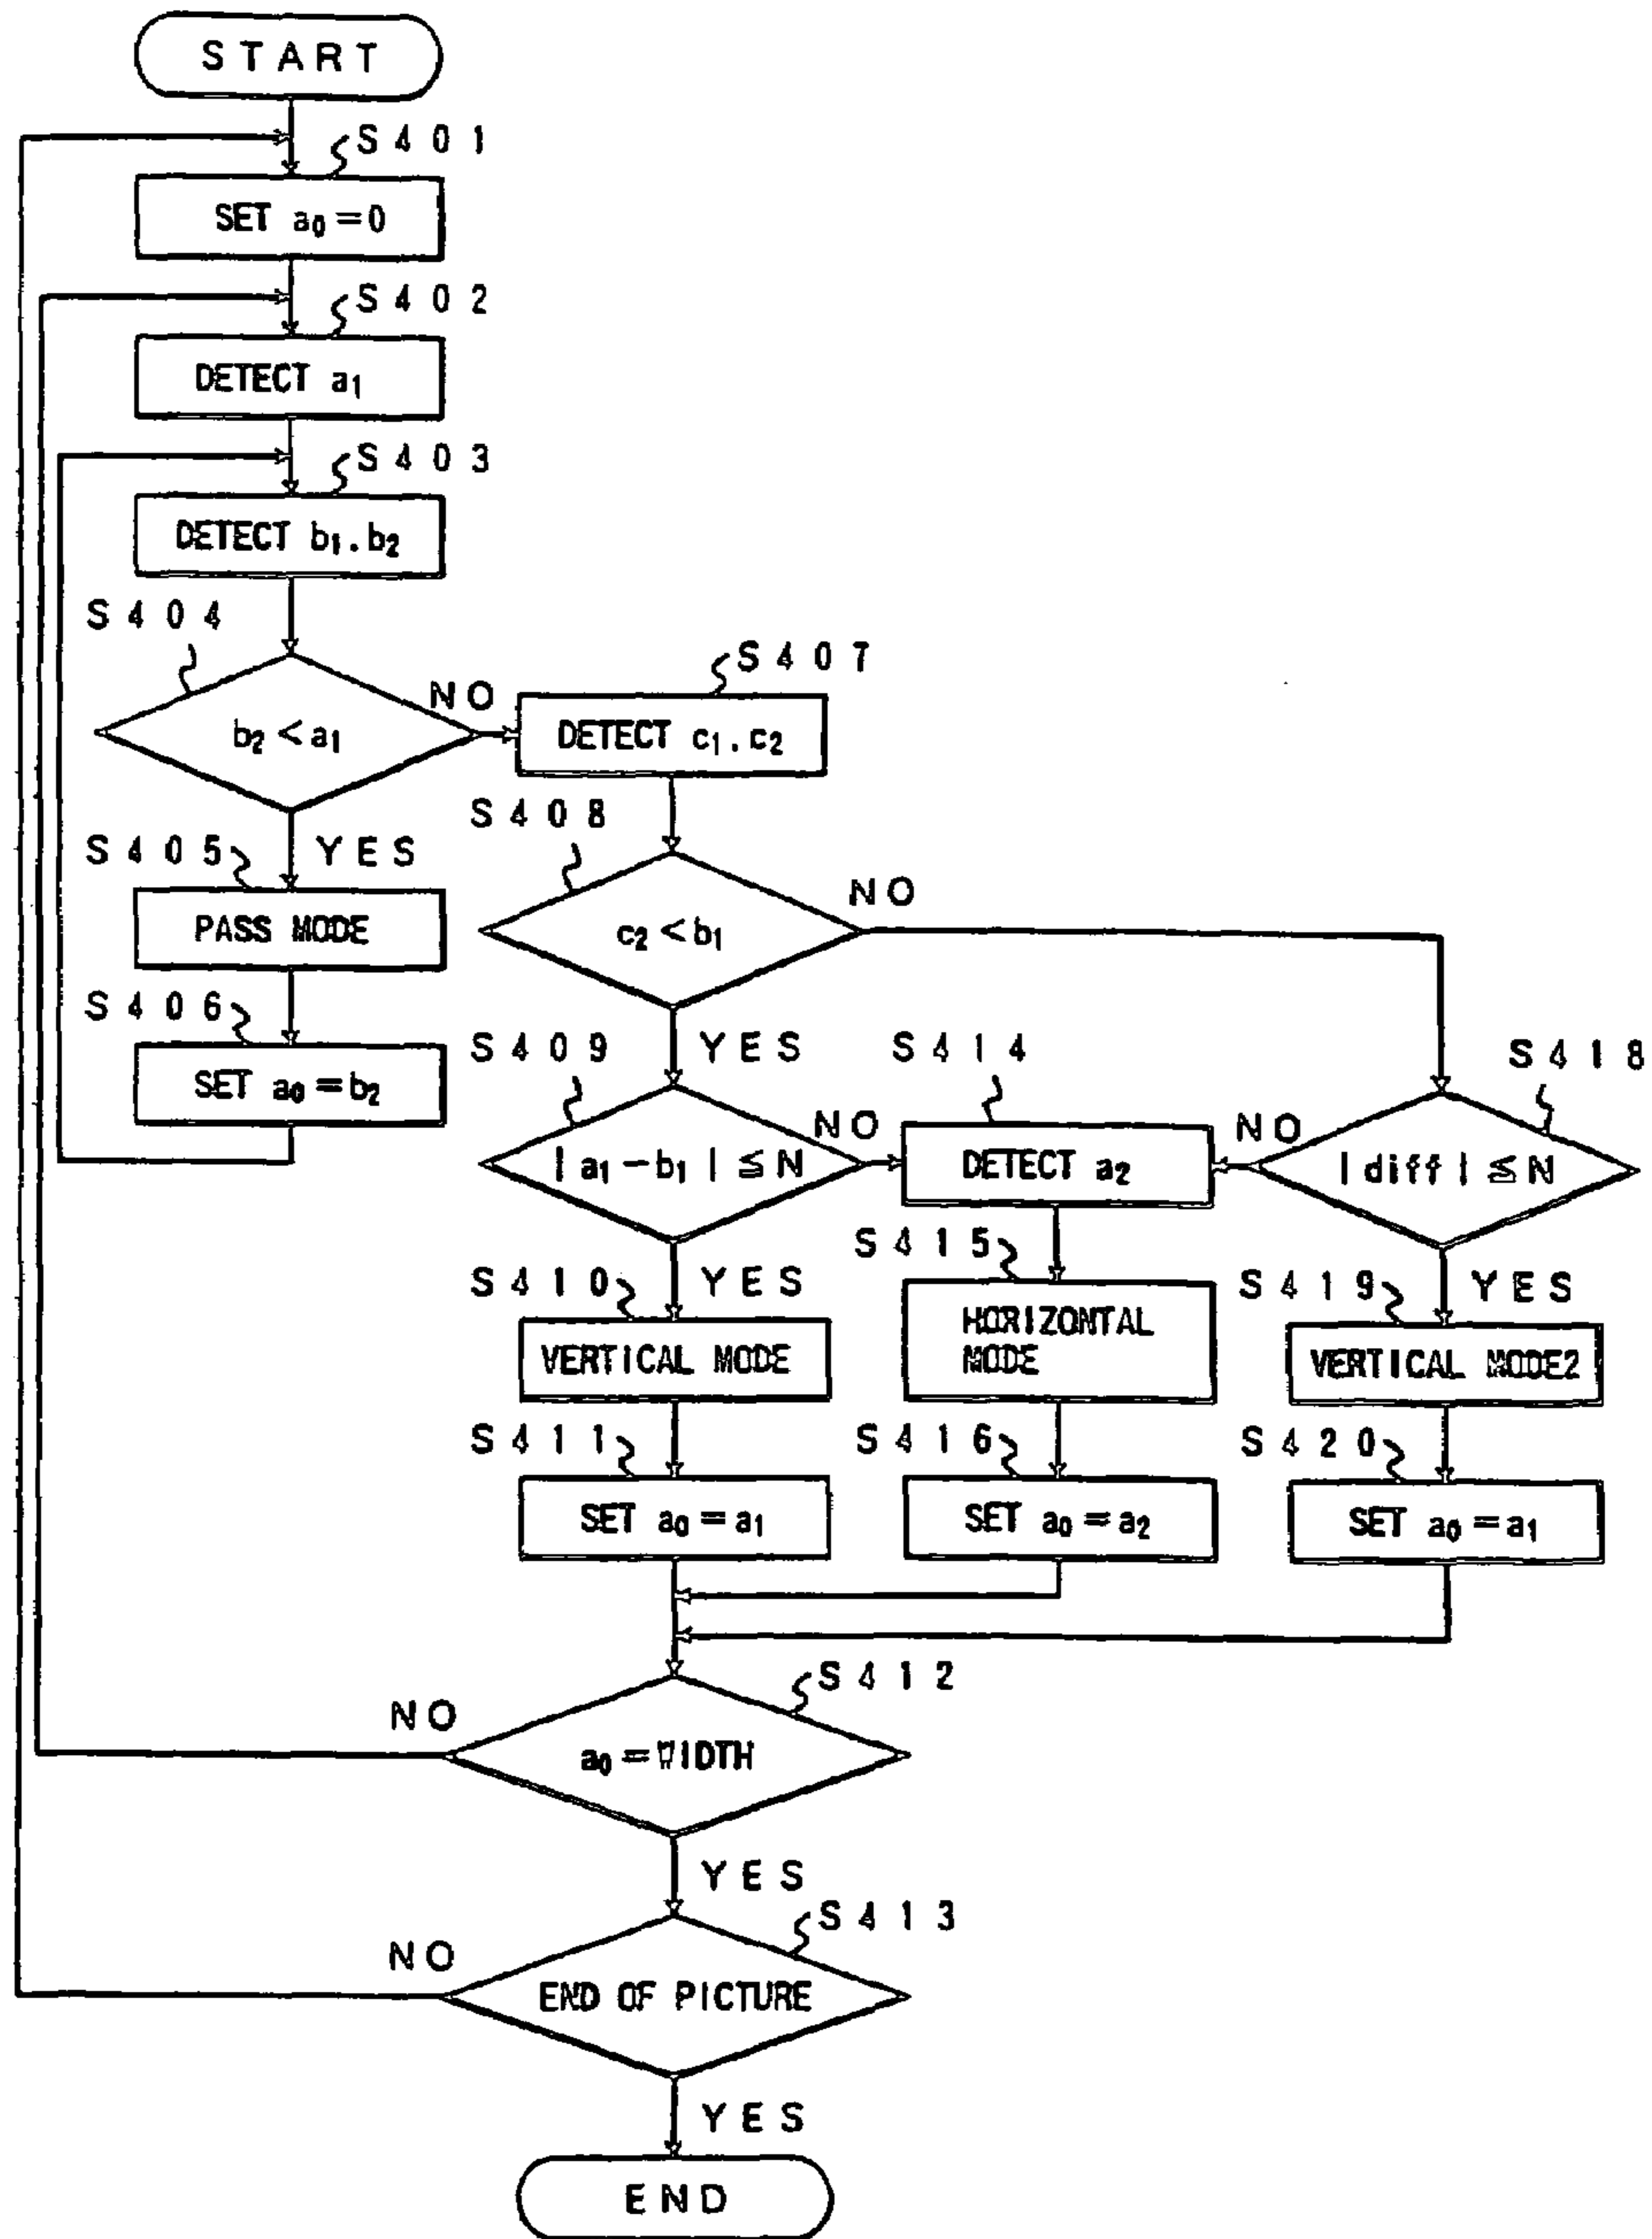 START
S401
SET a₀=0
S402
DETECT a₁
S403
DETECT b₁.b₂
S404
b₂<a₁
NO
S407
DETECT c₁.c₂
YES
S405
PASS MODE
S406
SET a₀=b₂
S408
c₂<b₁
NO
YES
S409
|a₁-b₁|≦N
NO
S414
DETECT a₂
S418
|diff|≦N
NO
YES
S410
VERTICAL MODE
S411
SET a₀=a₁
S415
HORIZONTAL
MODE
S416
SET a₀=a₂
YES
S419
VERTICAL MODE2
S420
SET a₀=a₁
S412
a₀=WIDTH
NO
YES
S413
END OF PICTURE
NO
YES
END